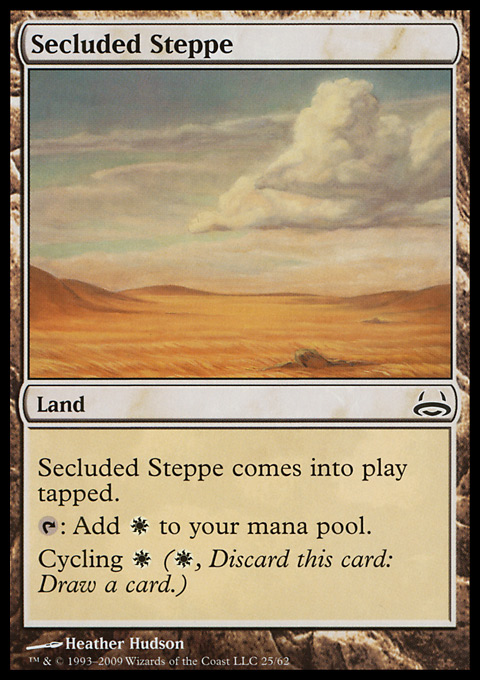 Secluded Steppe
Land
Secluded Steppe comes into play
tapped.
: Add to your mana pool.
Cycling ( , Discard this card:
Draw a card.)
Heather Hudson
™ & © 1993–2009 Wizards of the Coast LLC 25/62